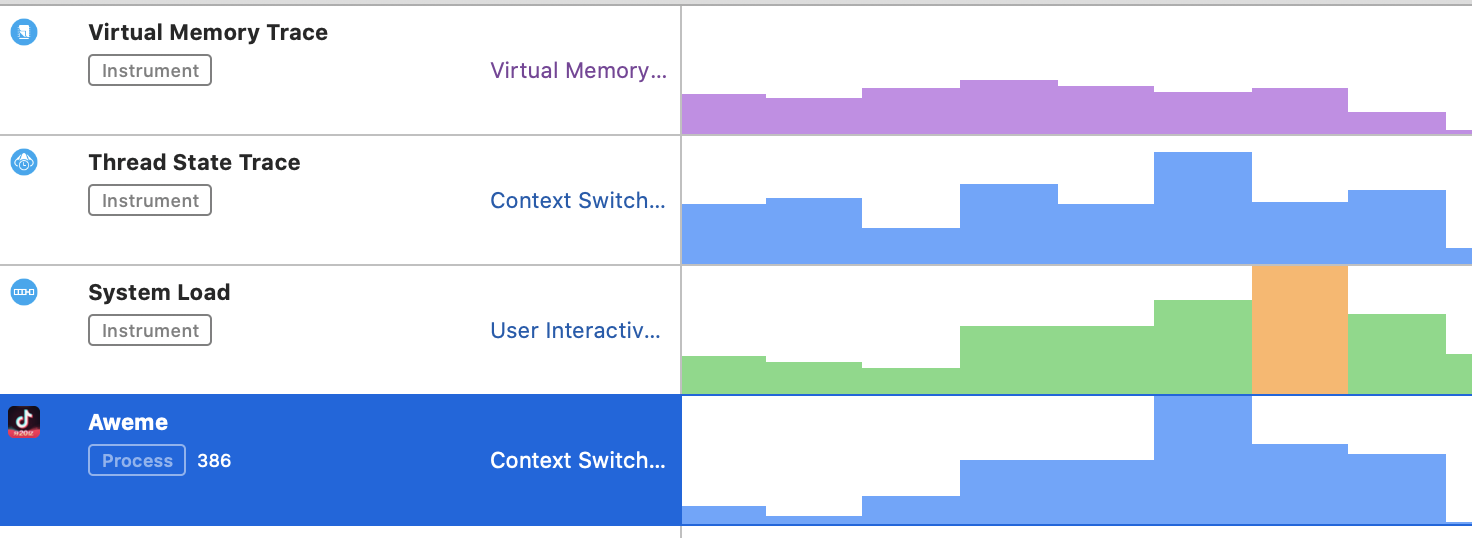 Virtual Memory Trace
Instrument Virtual Memory...
Thread State Trace
Instrument Context Switch...
System Load
Instrument User Interactiv...
Aweme
Process 386 Context Switch...